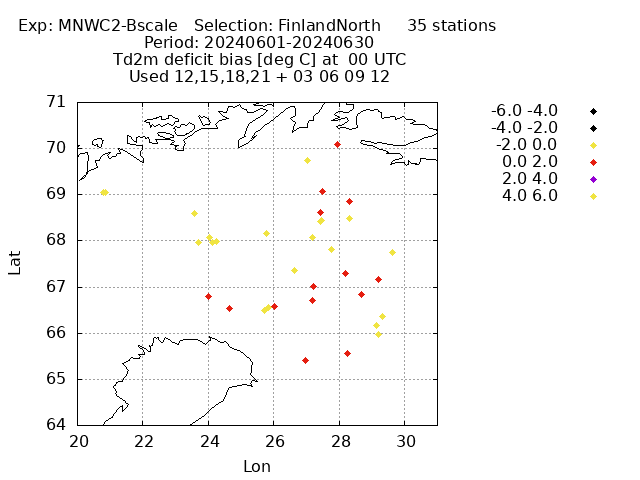 Exp: MNWC2-Bscale   Selection: FinlandNorth     35 stations
Period: 20240601-20240630
Td2m deficit bias [deg C] at  00 UTC
Used 12,15,18,21 + 03 06 09 12
-6.0 -4.0
-4.0 -2.0
-2.0 0.0
0.0 2.0
2.0 4.0
4.0 6.0
71
70
69
68
67
66
65
64
Lat
20 22 24 26 28 30
Lon